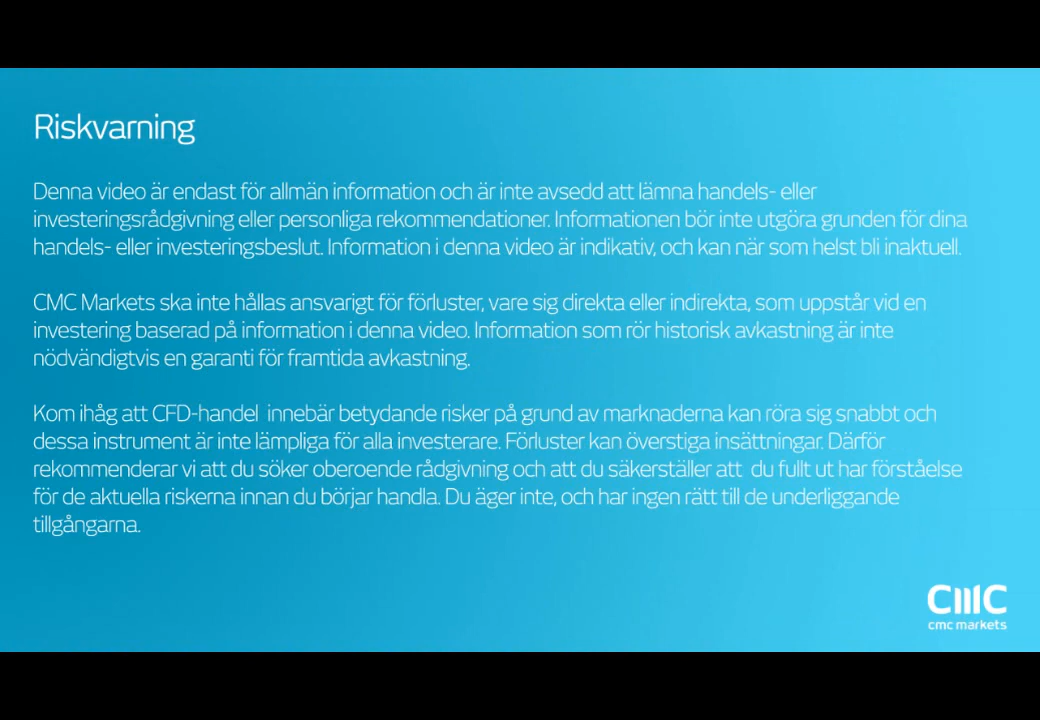 Riskvarning
Denna video är endast för allmän information och är inte avsedd att lämna handels- eller
investeringsrådgivning eller personliga rekommendationer. Informationen bör inte utgöra grunden för dina
handels- eller investeringsbeslut. Information i denna video är indikativ, och kan när som helst bli inaktuell.
CMC Markets ska inte hållas ansvarigt för förluster, vare sig direkta eller indirekta, som uppstår vid en
investering baserad på information i denna video. Information som rör historisk avkastning är inte
nödvändigtvis en garanti för framtida avkastning.
Kom ihåg att CFD-handel innebär betydande risker på grund av marknaderna kan röra sig snabbt och
dessa instrument är inte lämpliga för alla investerare. Förluster kan överstiga insättningar. Därför
rekommenderar vi att du söker oberoende rådgivning och att du säkerställer att du fullt ut har förståelse
för de aktuella riskerna innan du börjar handla. Du äger inte, och har ingen rätt till de underliggande
tillgångarna.
CMC
cmc markets